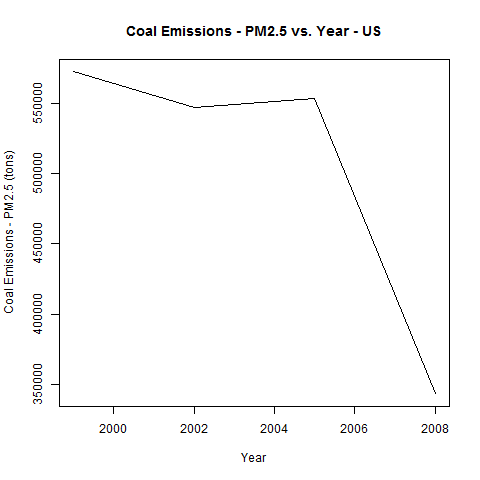 Coal Emissions - PM2.5 vs. Year - US
Coal Emissions - PM2.5 (tons)
550000
500000
450000
400000
350000
2000 2002 2004 2006 2008
Year